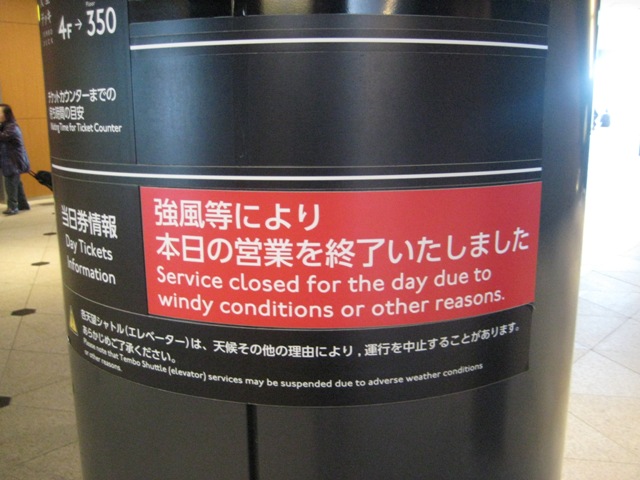 Floor
4F → 350
チケットカウンターまでの
待ち時間の目安
Waiting Time for Ticket Counter
当日券情報
Day Tickets
Information
強風等により
本日の営業を終了いたしました
Service closed for the day due to
windy conditions or other reasons.
天望シャトル(エレベーター)は、天候その他の理由により、運行を中止することがあります。
あらかじめご了承ください。
Please note that Tembo Shuttle (elevator) services may be suspended due to adverse weather conditions
or other reasons.